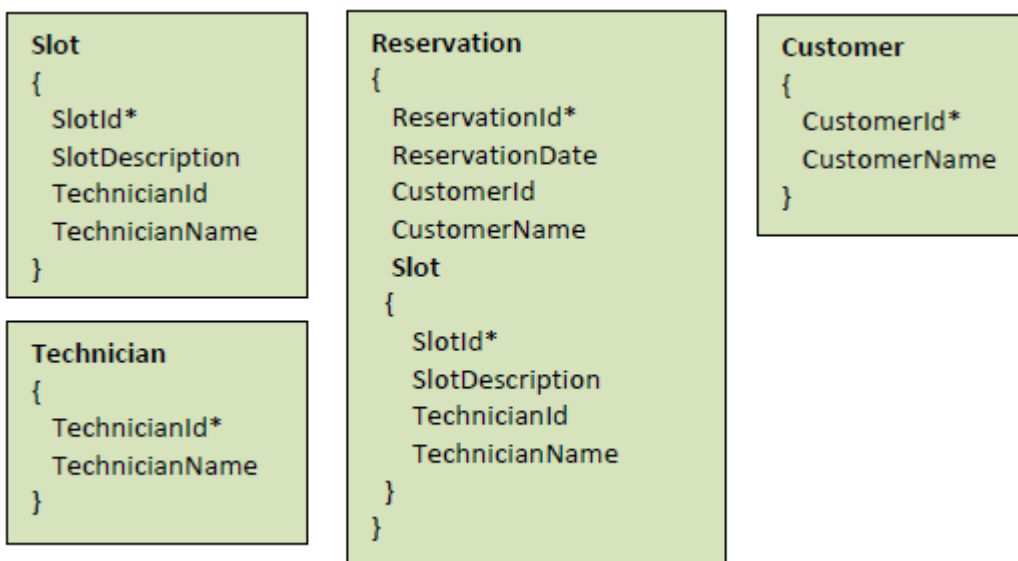 Slot
{
SlotId*
SlotDescription
TechnicianId
TechnicianName
}
Technician
{
TechnicianId*
TechnicianName
}
Reservation
{
ReservationId*
ReservationDate
CustomerId
CustomerName
Slot
{
SlotId*
SlotDescription
TechnicianId
TechnicianName
}
}
Customer
{
CustomerId*
CustomerName
}